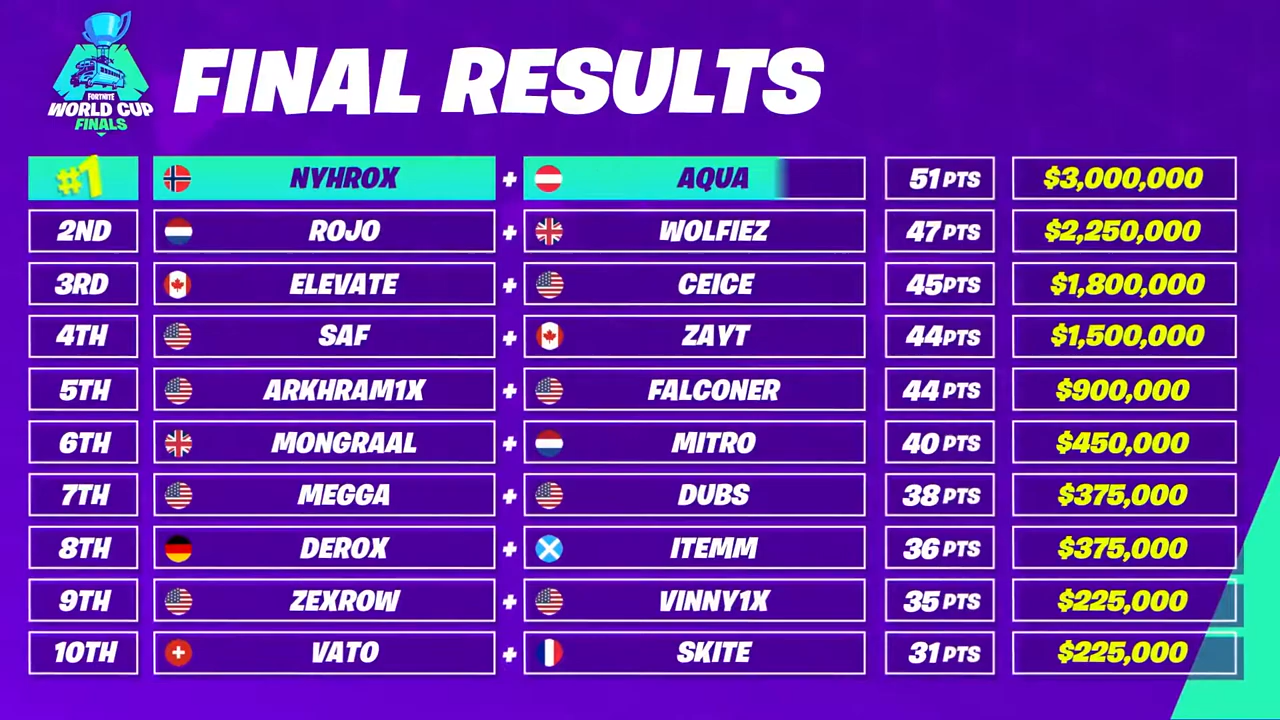 FORTNITE
WORLD CUP
FINALS
FINAL RESULTS
#1 NYHROX + AQUA 51 PTS $3,000,000
2ND ROJO + WOLFIEZ 47 PTS $2,250,000
3RD ELEVATE + CEICE 45 PTS $1,800,000
4TH SAF + ZAYT 44 PTS $1,500,000
5TH ARKHRAM1X + FALCONER 44 PTS $900,000
6TH MONGRAAL + MITRO 40 PTS $450,000
7TH MEGGA + DUBS 38 PTS $375,000
8TH DEROX + ITEMM 36 PTS $375,000
9TH ZEXROW + VINNY1X 35 PTS $225,000
10TH VATO + SKITE 31 PTS $225,000